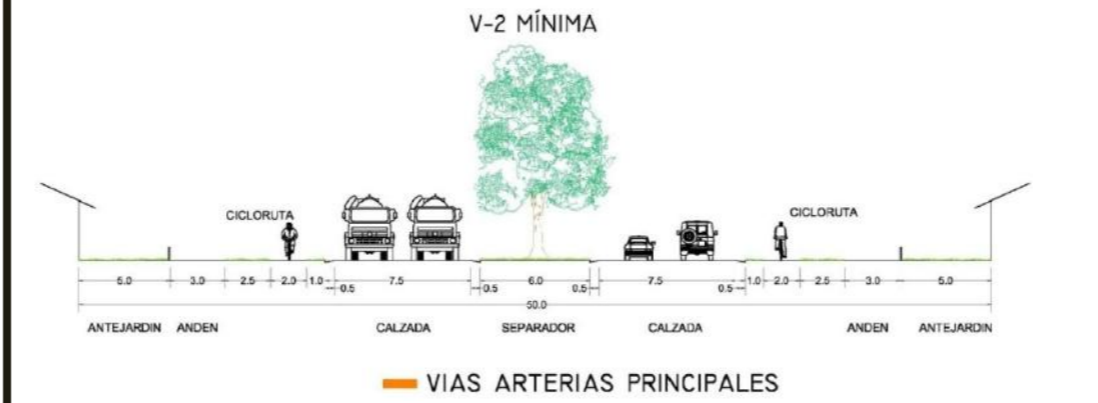 V-2 MÍNIMA
CICLORUTA CICLORUTA
5.0 3.0 2.5 2.0 1.0 0.5 7.5 0.5 6.0 0.5 7.5 0.5 1.0 2.0 2.5 3.0 5.0
50.0
ANTEJARDIN ANDEN CALZADA SEPARADOR CALZADA ANDEN ANTEJARDIN
VIAS ARTERIAS PRINCIPALES